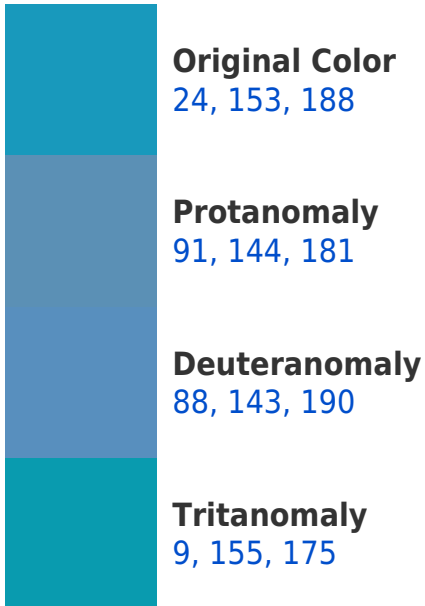 Original Color
24, 153, 188
Protanomaly
91, 144, 181
Deuteranomaly
88, 143, 190
Tritanomaly
9, 155, 175